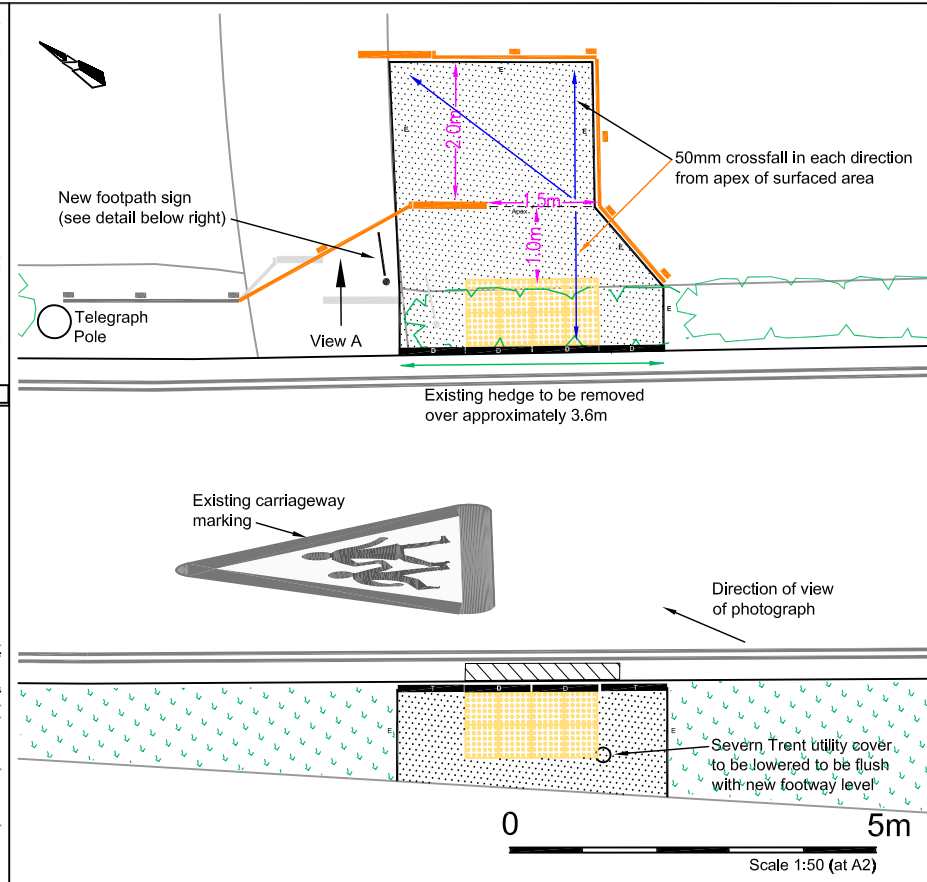 50mm crossfall in each direction
from apex of surfaced area
New footpath sign
(see detail below right)
2.0m
1.5m
Apex
1.0m
E
E
E
E
E
Telegraph
Pole
View A
D
D
D
Existing hedge to be removed
over approximately 3.6m
Existing carriageway
marking
Direction of view
of photograph
T
D
D
T
E
E
Severn Trent utility cover
to be lowered to be flush
with new footway level
0
5m
Scale 1:50 (at A2)